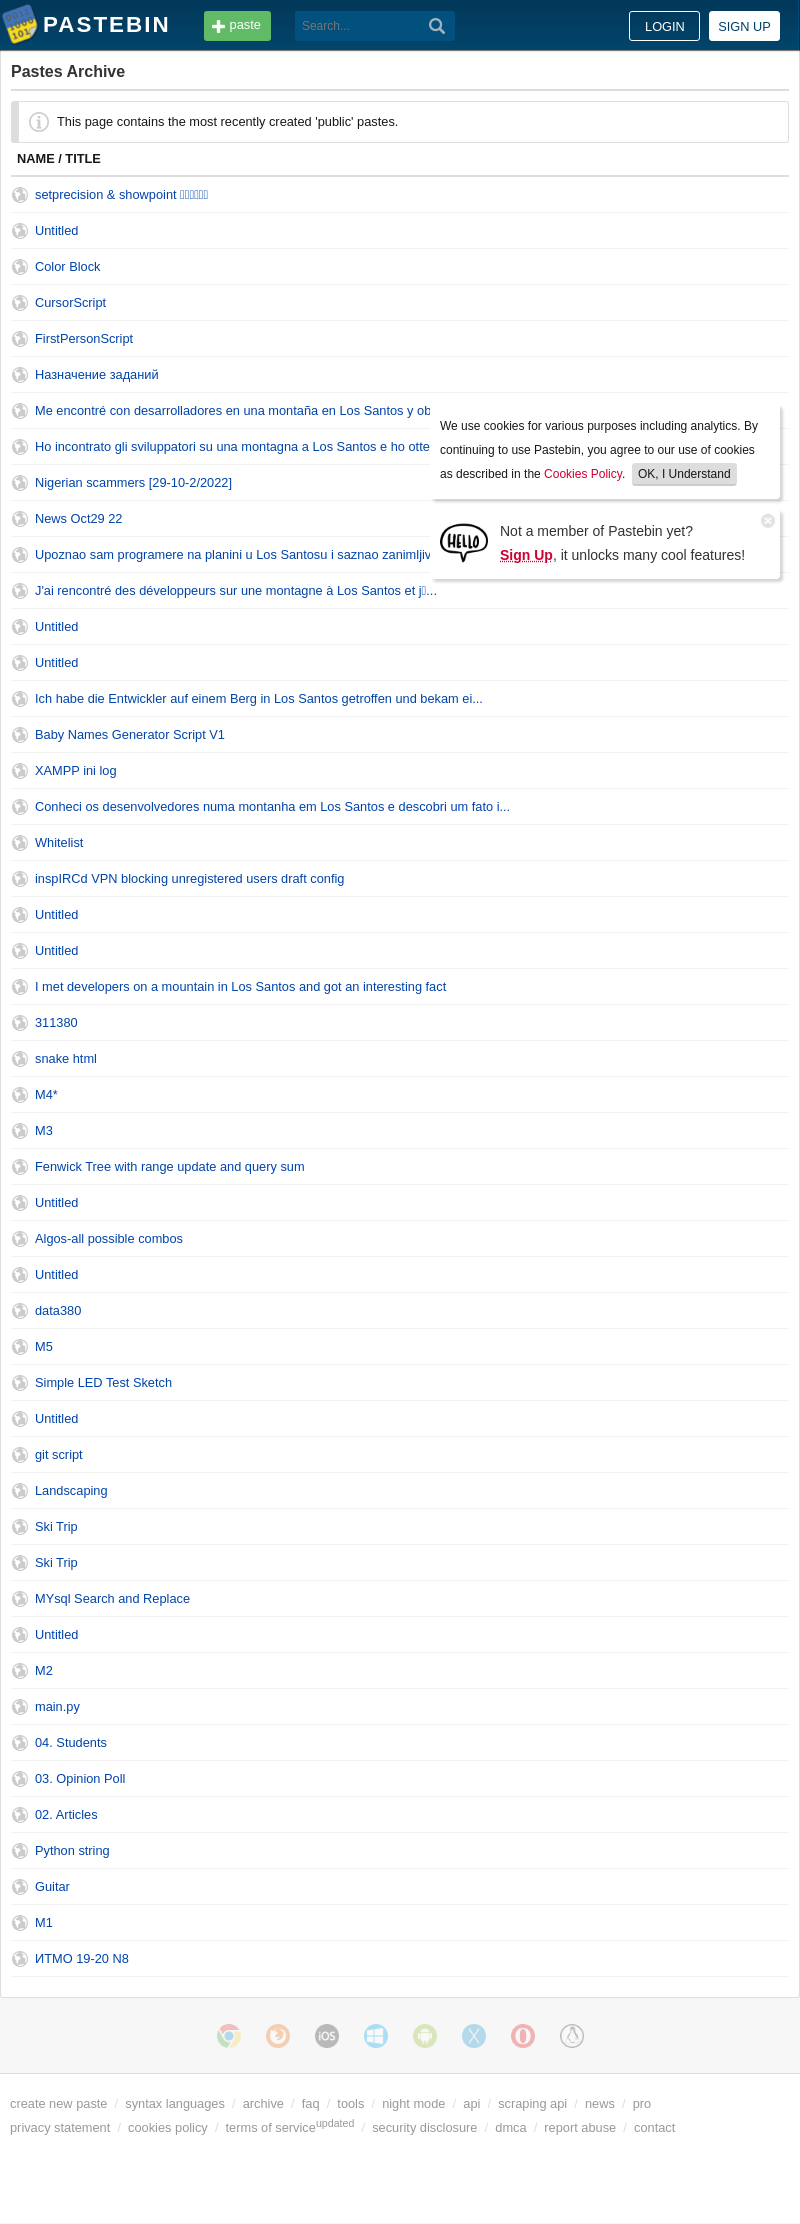 PASTEBIN
paste
Search...
LOGIN
SIGN UP
Pastes Archive
This page contains the most recently created 'public' pastes.
NAME / TITLE
setprecision & showpoint
Untitled
Color Block
CursorScript
FirstPersonScript
Назначение заданий
Me encontré con desarrolladores en una montaña en Los Santos y ob
Ho incontrato gli sviluppatori su una montagna a Los Santos e ho otte
Nigerian scammers [29-10-2/2022]
News Oct29 22
Upoznao sam programere na planini u Los Santosu i saznao zanimljiv
We use cookies for various purposes including analytics. By
continuing to use Pastebin, you agree to our use of cookies
as described in the Cookies Policy. OK, I Understand
HELLO
Not a member of Pastebin yet?
Sign Up, it unlocks many cool features!
J'ai rencontré des développeurs sur une montagne à Los Santos et j...
Untitled
Untitled
Ich habe die Entwickler auf einem Berg in Los Santos getroffen und bekam ei...
Baby Names Generator Script V1
XAMPP ini log
Conheci os desenvolvedores numa montanha em Los Santos e descobri um fato i...
Whitelist
inspIRCd VPN blocking unregistered users draft config
Untitled
Untitled
I met developers on a mountain in Los Santos and got an interesting fact
311380
snake html
M4*
M3
Fenwick Tree with range update and query sum
Untitled
Algos-all possible combos
Untitled
data380
M5
Simple LED Test Sketch
Untitled
git script
Landscaping
Ski Trip
Ski Trip
MYsql Search and Replace
Untitled
M2
main.py
04. Students
03. Opinion Poll
02. Articles
Python string
Guitar
M1
ИТМО 19-20 N8
iOS
create new paste / syntax languages / archive / faq / tools / night mode / api / scraping api / news / pro
privacy statement / cookies policy / terms of service updated / security disclosure / dmca / report abuse / contact